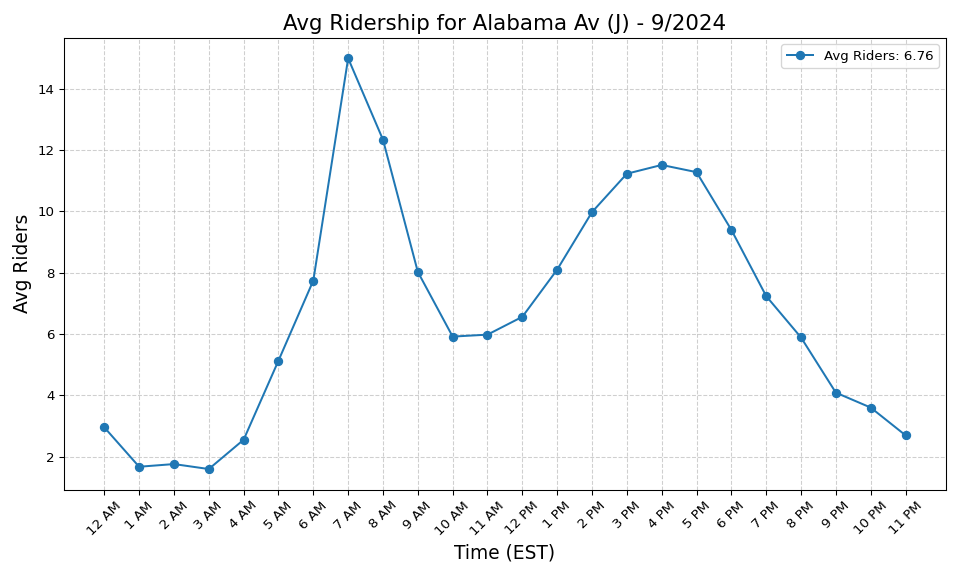 Avg Ridership for Alabama Av (J) - 9/2024
Avg Riders: 6.76
Avg Riders
14
12
10
8
6
4
2
12 AM
1 AM
2 AM
3 AM
4 AM
5 AM
6 AM
7 AM
8 AM
9 AM
10 AM
11 AM
12 PM
1 PM
2 PM
3 PM
4 PM
5 PM
6 PM
7 PM
8 PM
9 PM
10 PM
11 PM
Time (EST)